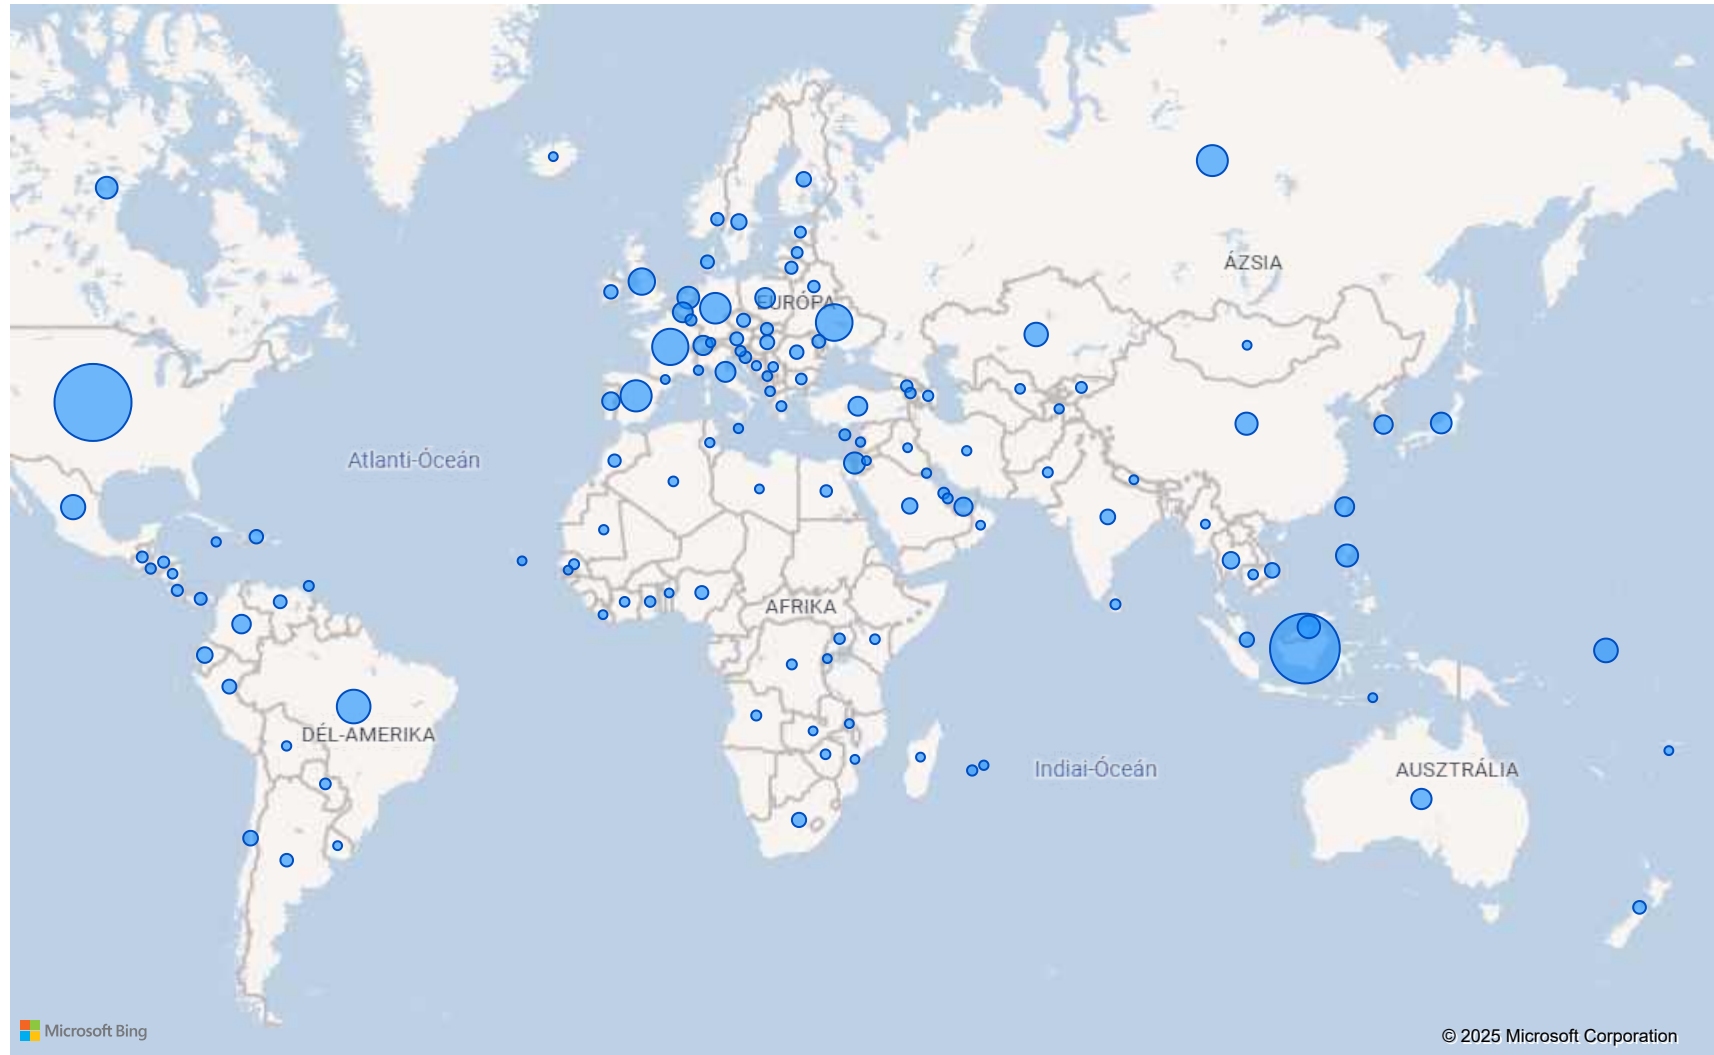 ÁZSIA
EURÓPA
Atlanti-Óceán
AFRIKA
DÉL-AMERIKA
Indiai-Óceán
AUSZTRÁLIA
Microsoft Bing
© 2025 Microsoft Corporation